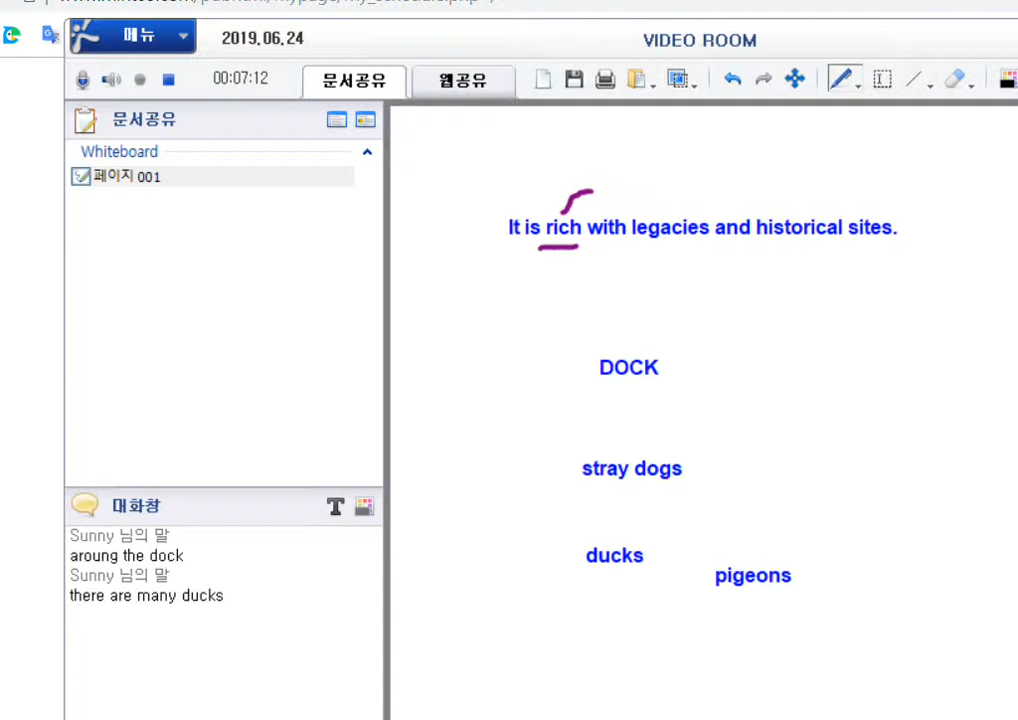 메뉴
2019.06.24
VIDEO ROOM
00:07:12
문서공유
웹공유
문서공유
Whiteboard
페이지 001
It is rich with legacies and historical sites.
DOCK
stray dogs
ducks
pigeons
대화창
Sunny 님의 말
aroung the dock
Sunny 님의 말
there are many ducks